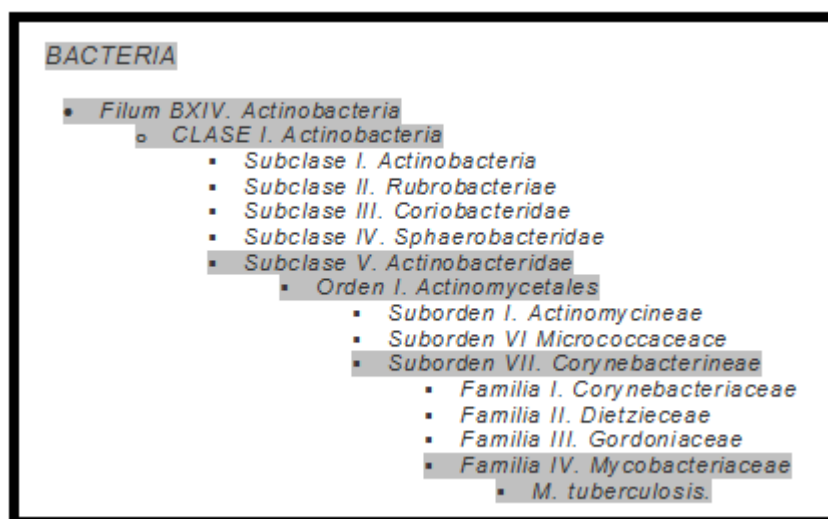 BACTERIA
• Filum BXIV. Actinobacteria
o CLASE I. Actinobacteria
▪ Subclase I. Actinobacteria
▪ Subclase II. Rubrobacteriae
▪ Subclase III. Coriobacteridae
▪ Subclase IV. Sphaerobacteridae
▪ Subclase V. Actinobacteridae
▪ Orden I. Actinomycetales
▪ Suborden I. Actinomycineae
▪ Suborden VI Micrococcaceace
▪ Suborden VII. Corynebacterineae
▪ Familia I. Corynebacteriaceae
▪ Familia II. Dietzieceae
▪ Familia III. Gordoniaceae
▪ Familia IV. Mycobacteriaceae
▪ M. tuberculosis.